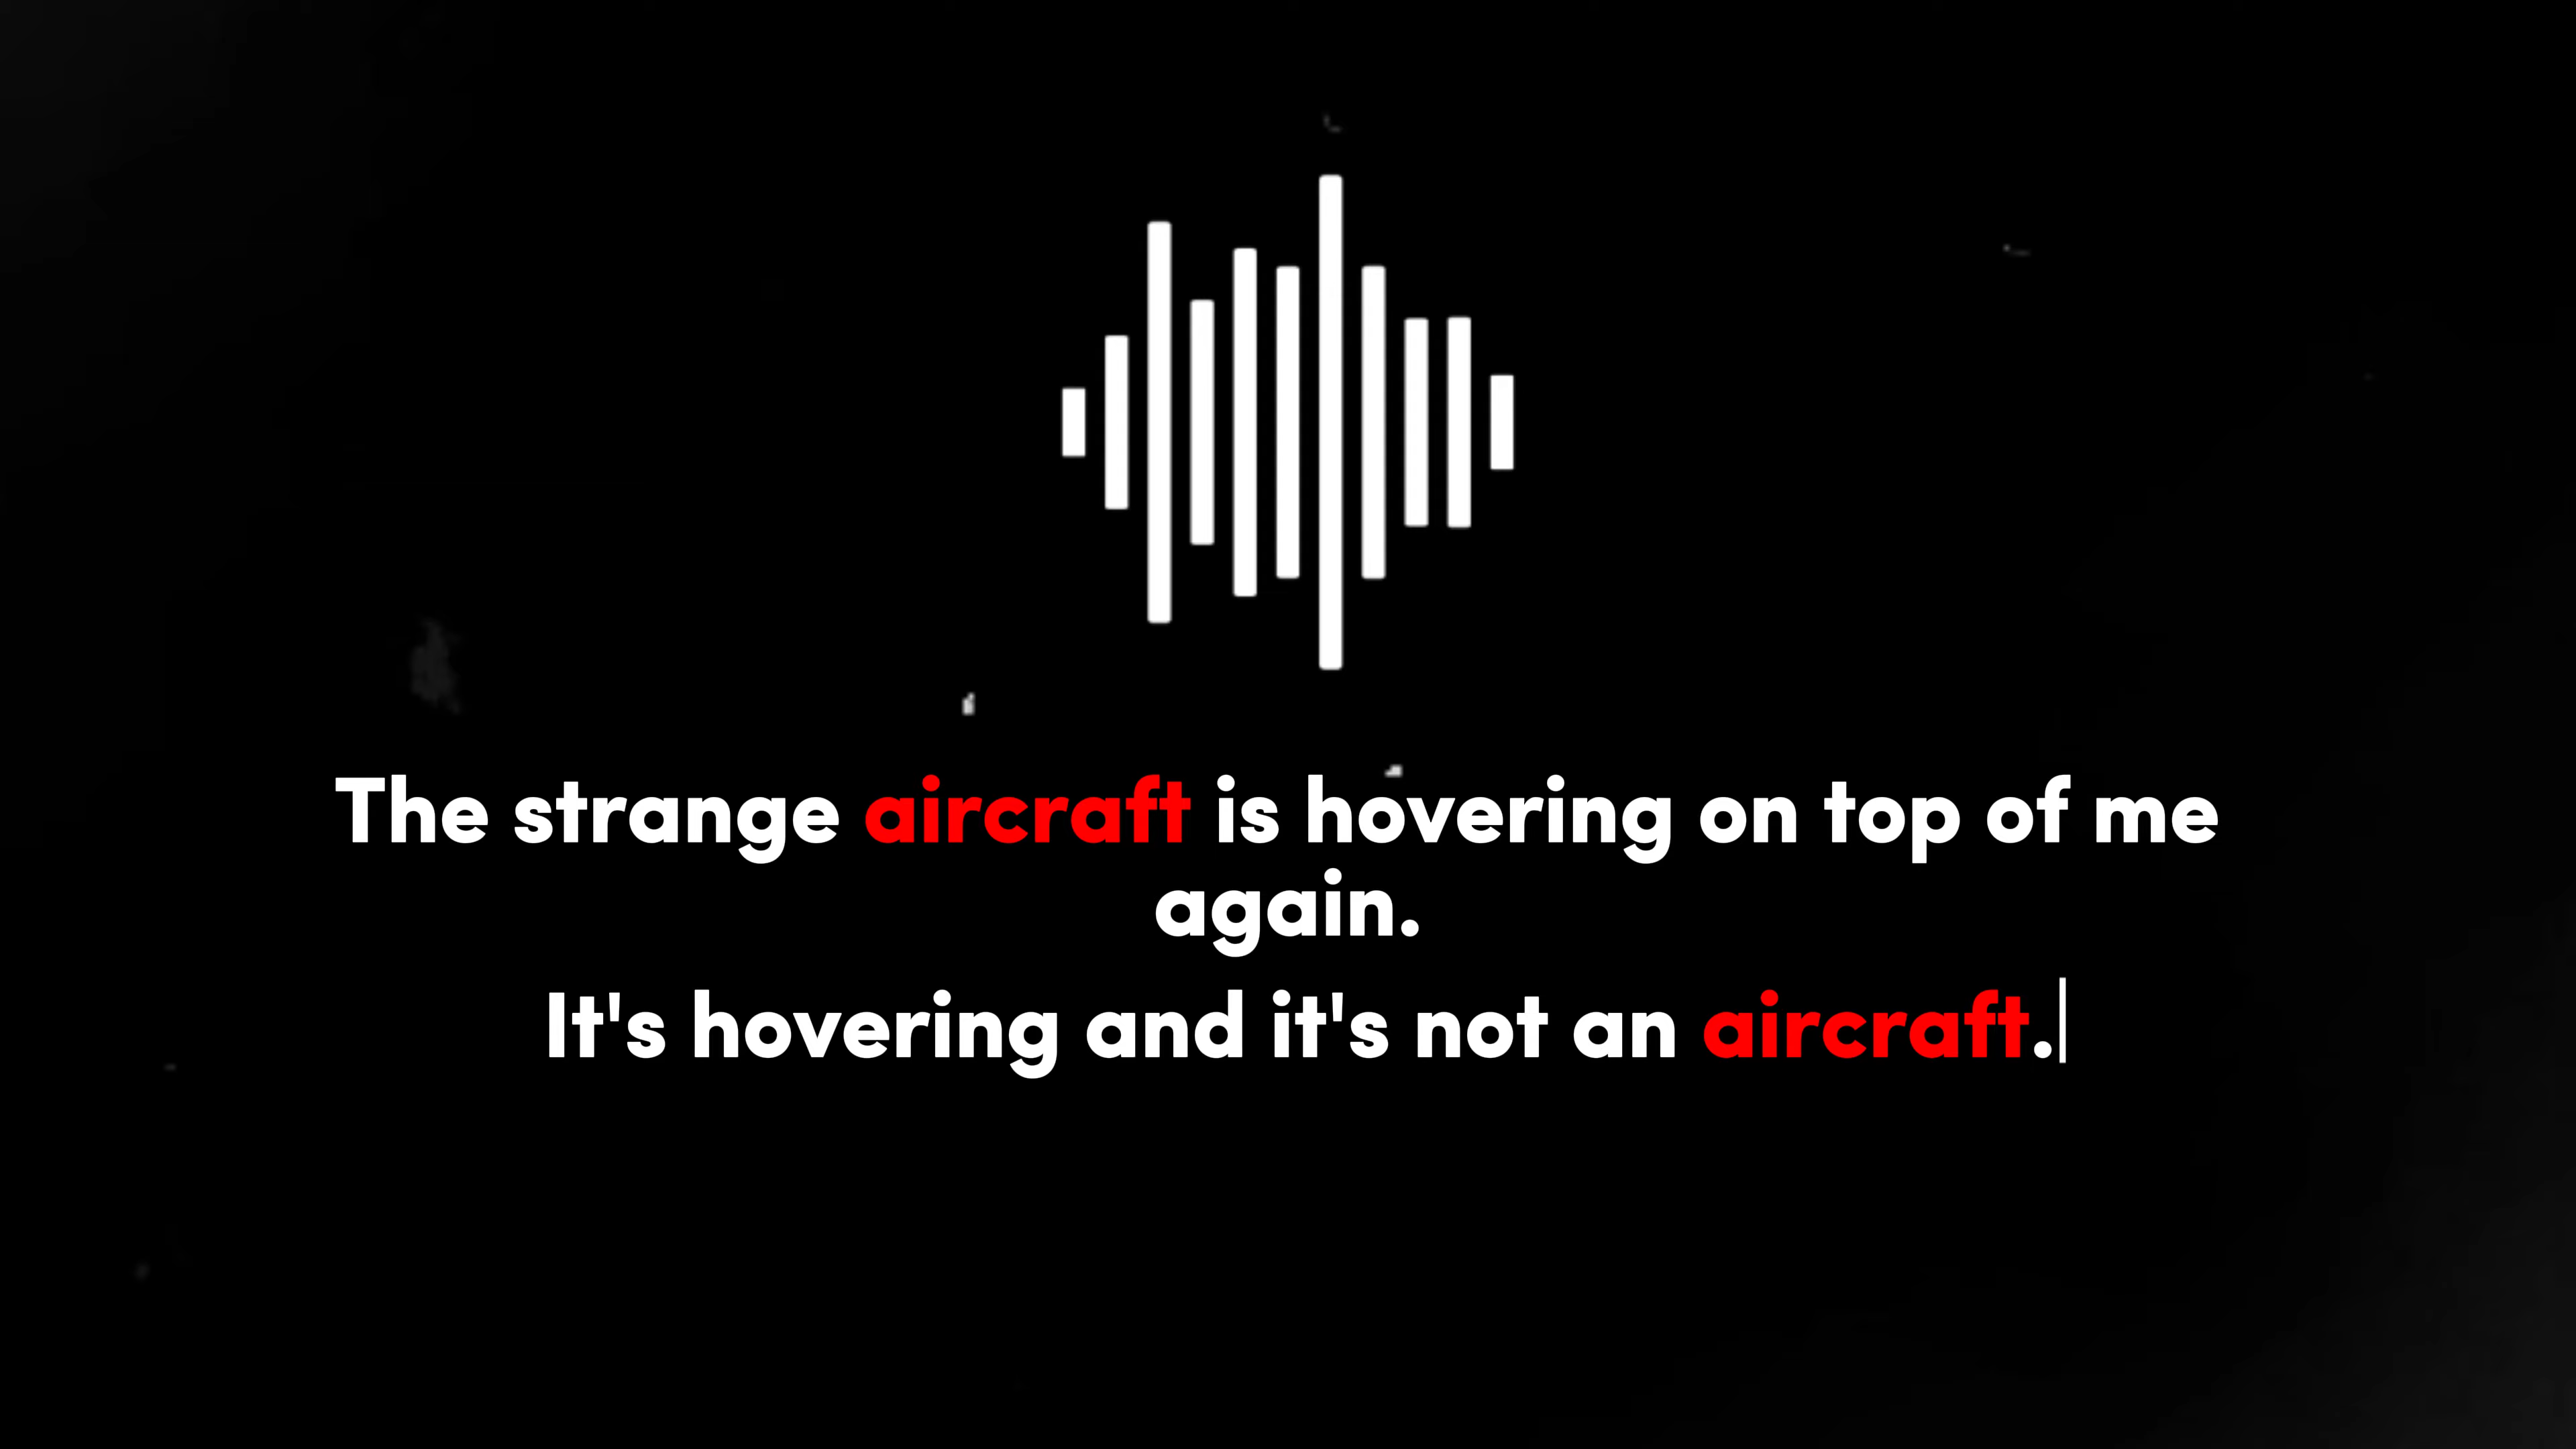 The strange aircraft is hovering on top of me
again.
It's hovering and it's not an aircraft.